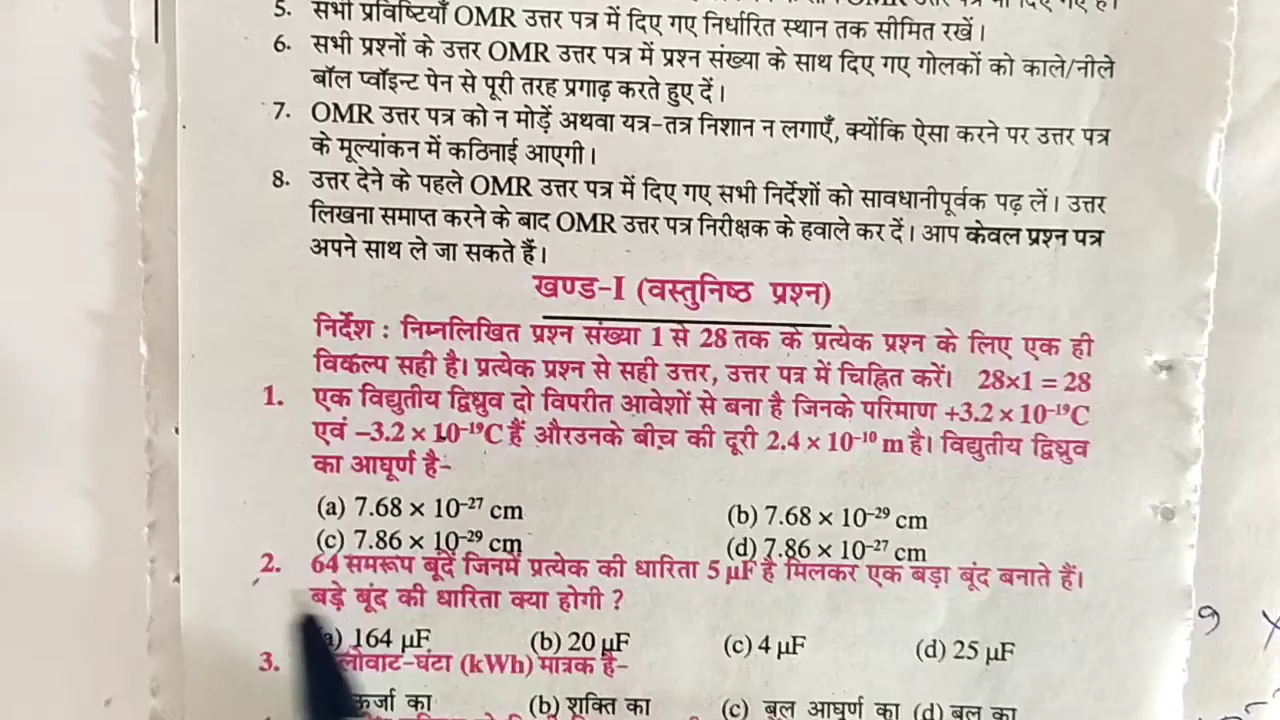 5. सभी प्रविष्टियाँ OMR उत्तर पत्र में दिए गए निर्धारित स्थान तक सीमित रखें।
6. सभी प्रश्नों के उत्तर OMR उत्तर पत्र में प्रश्न संख्या के साथ दिए गए गोलकों को काले/नीले
बॉल प्वॉइन्ट पेन से पूरी तरह प्रगाढ़ करते हुए दें।
7. OMR उत्तर पत्र को न मोड़ें अथवा यत्र-तत्र निशान न लगाएँ, क्योंकि ऐसा करने पर उत्तर पत्र
के मूल्यांकन में कठिनाई आएगी।
8. उत्तर देने के पहले OMR उत्तर पत्र में दिए गए सभी निर्देशों को सावधानीपूर्वक पढ़ लें। उत्तर
लिखना समाप्त करने के बाद OMR उत्तर पत्र निरीक्षक के हवाले कर दें। आप केवल प्रश्न पत्र
अपने साथ ले जा सकते हैं।
खण्ड-I (वस्तुनिष्ठ प्रश्न)
निर्देश : निम्नलिखित प्रश्न संख्या 1 से 28 तक के प्रत्येक प्रश्न के लिए एक ही
विकल्प सही है। प्रत्येक प्रश्न से सही उत्तर, उत्तर पत्र में चिह्नित करें। 28×1 = 28
1. एक विद्युतीय द्विध्रुव दो विपरीत आवेशों से बना है जिनके परिमाण +3.2 × 10⁻¹⁹C
एवं –3.2 × 10⁻¹⁹C हैं औरउनके बीच की दूरी 2.4 × 10⁻¹⁰ m है। विद्युतीय द्विध्रुव
का आघूर्ण है-
(a) 7.68 × 10⁻²⁷ cm (b) 7.68 × 10⁻²⁹ cm
(c) 7.86 × 10⁻²⁹ cm (d) 7.86 × 10⁻²⁷ cm
2. 64 समरूप बूंदें जिनमें प्रत्येक की धारिता 5 μF है मिलकर एक बड़ा बूंद बनाते हैं।
बड़े बूंद की धारिता क्या होगी ?
a) 164 μF (b) 20 μF (c) 4 μF (d) 25 μF
3. लोवाट-घंटा (kWh) मात्रक है-
ऊर्जा का (b) शक्ति का (c) बल आघूर्ण का (d) बल का